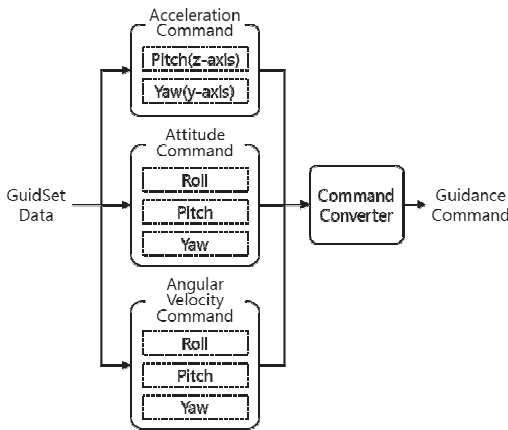 Acceleration
Command
Pitch(z-axis)
Yaw(y-axis)
Attitude
Command
Roll
Pitch
Yaw
Angular
Velocity
Command
Roll
Pitch
Yaw
GuidSet
Data
Command
Converter
Guidance
Command